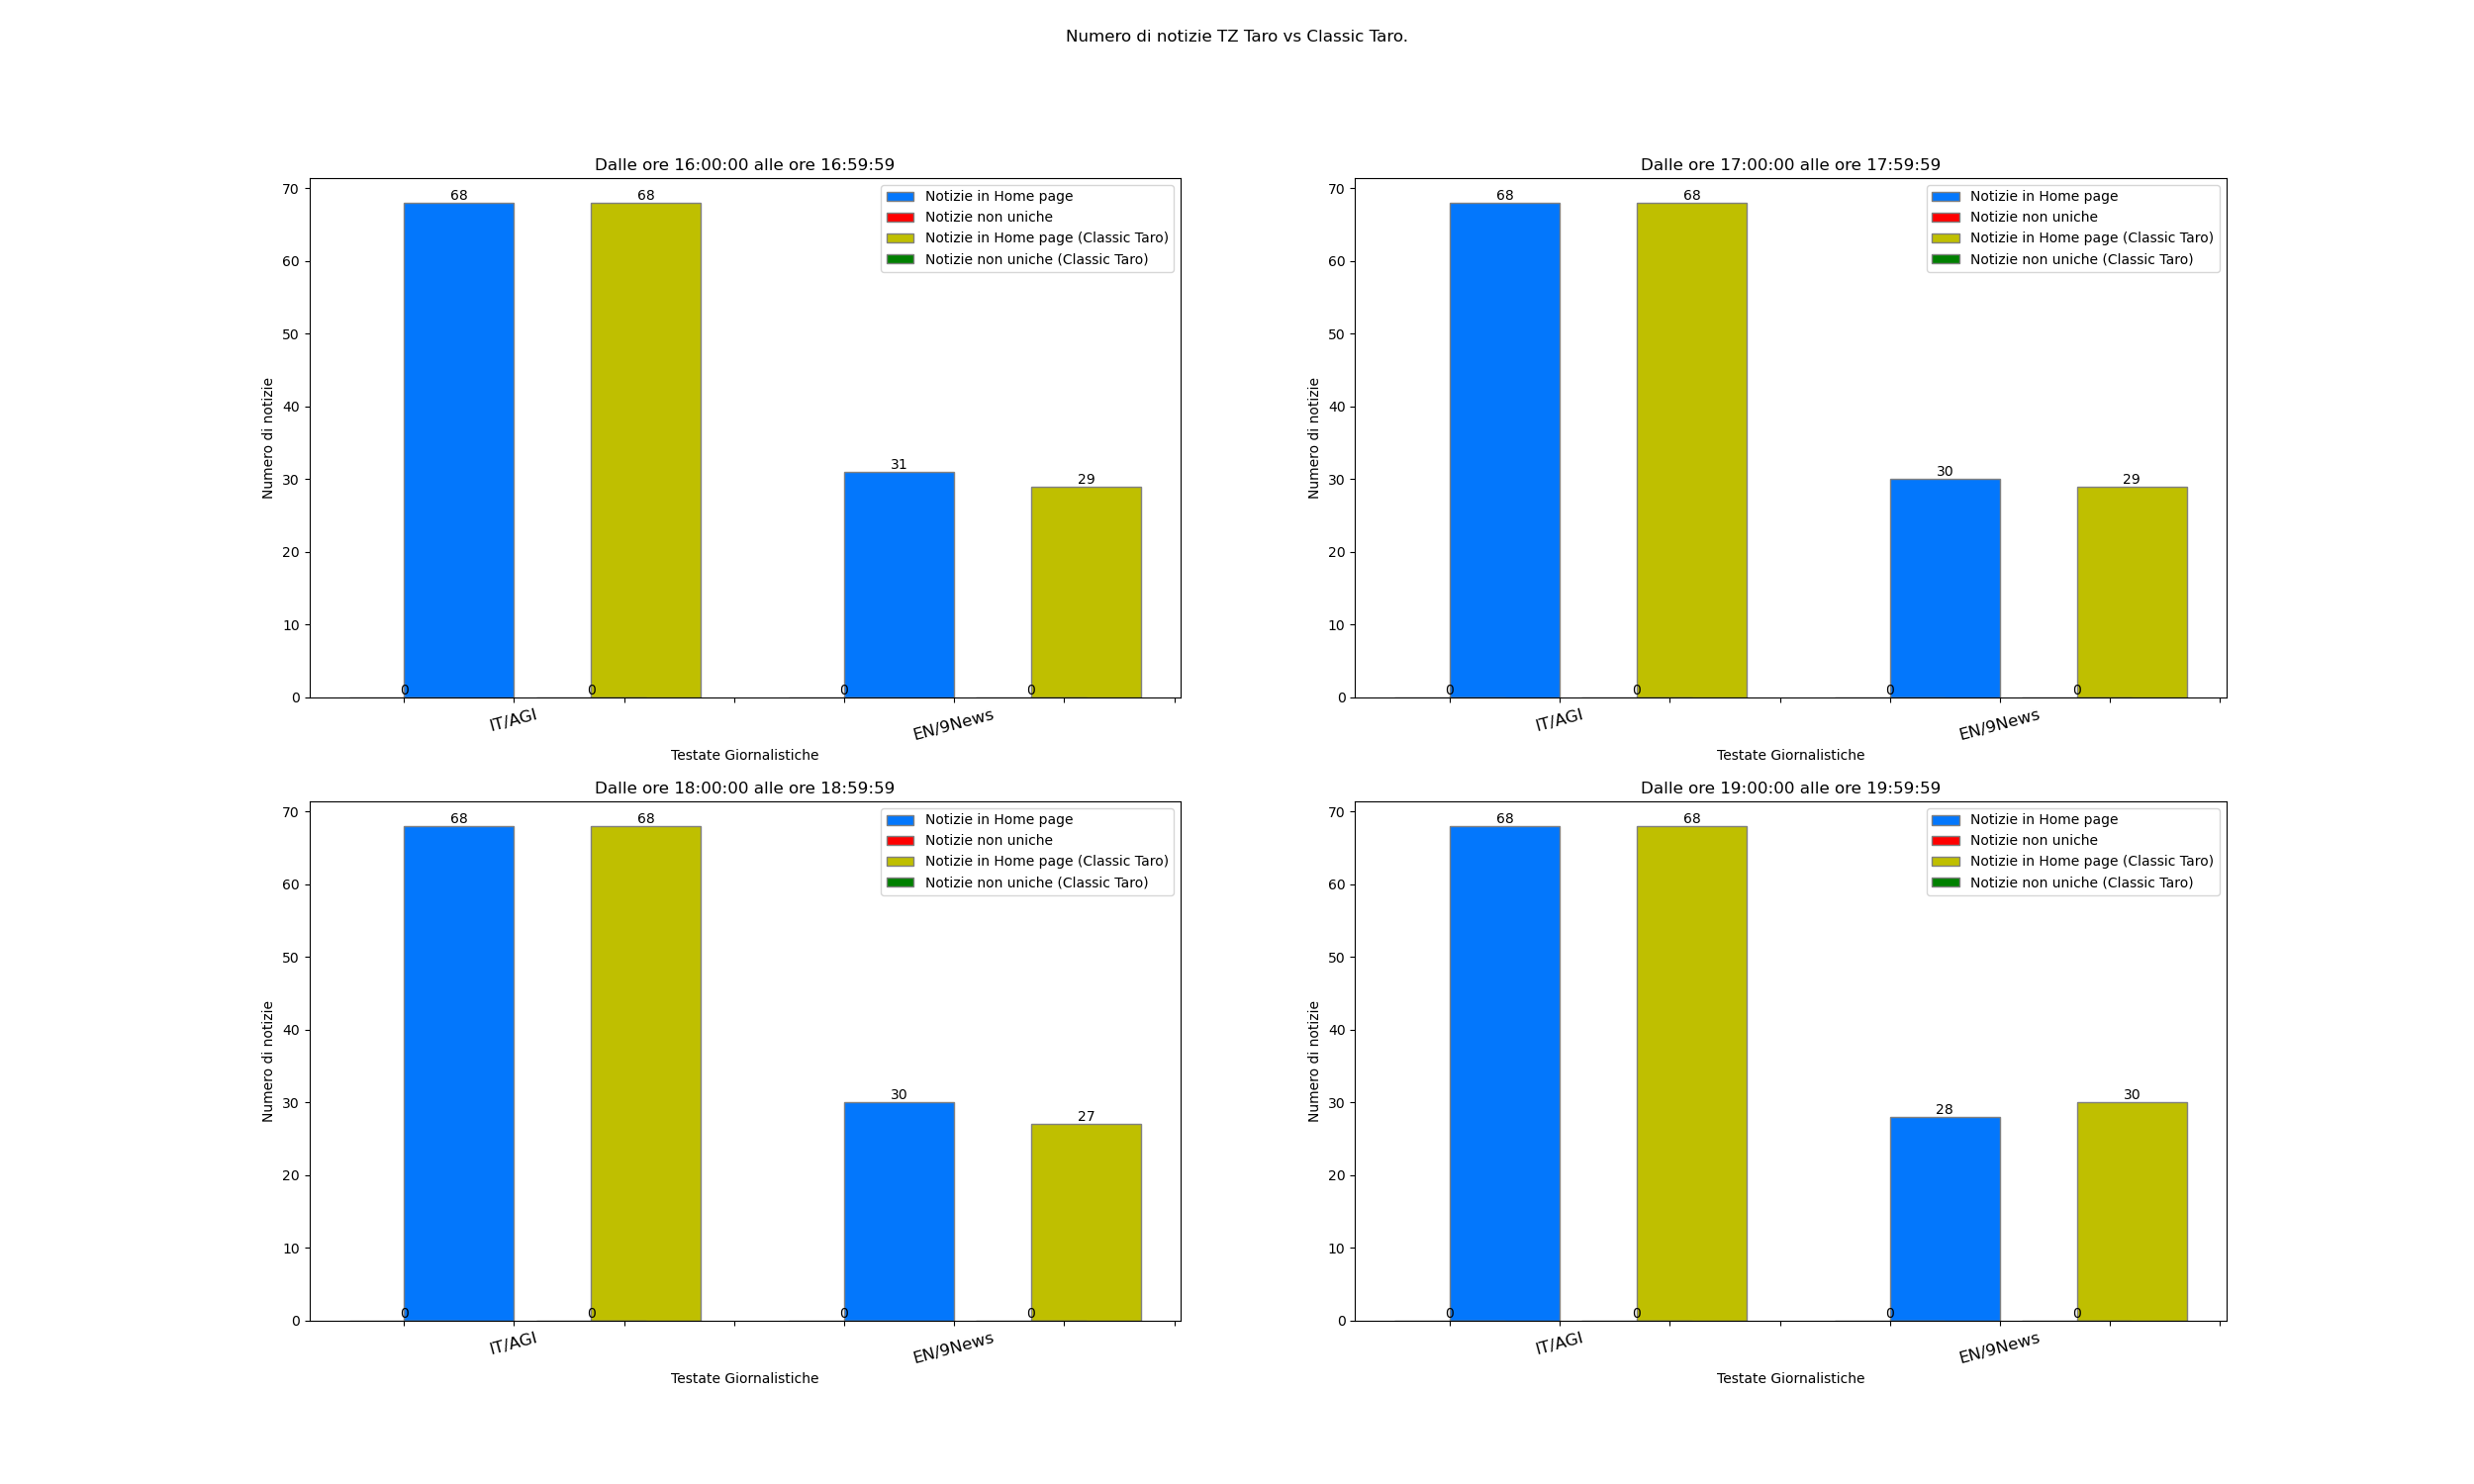 Numero di notizie TZ Taro vs Classic Taro.
Dalle ore 16:00:00 alle ore 16:59:59
Numero di notizie
70
60
50
40
30
20
10
0
68
68
31
29
0
0
0
0
Notizie in Home page
Notizie non uniche
Notizie in Home page (Classic Taro)
Notizie non uniche (Classic Taro)
IT/AGI
EN/9News
Testate Giornalistiche
Dalle ore 17:00:00 alle ore 17:59:59
Numero di notizie
70
60
50
40
30
20
10
0
68
68
30
29
0
0
0
0
Notizie in Home page
Notizie non uniche
Notizie in Home page (Classic Taro)
Notizie non uniche (Classic Taro)
IT/AGI
EN/9News
Testate Giornalistiche
Dalle ore 18:00:00 alle ore 18:59:59
Numero di notizie
70
60
50
40
30
20
10
0
68
68
30
27
0
0
0
0
Notizie in Home page
Notizie non uniche
Notizie in Home page (Classic Taro)
Notizie non uniche (Classic Taro)
IT/AGI
EN/9News
Testate Giornalistiche
Dalle ore 19:00:00 alle ore 19:59:59
Numero di notizie
70
60
50
40
30
20
10
0
68
68
28
30
0
0
0
0
Notizie in Home page
Notizie non uniche
Notizie in Home page (Classic Taro)
Notizie non uniche (Classic Taro)
IT/AGI
EN/9News
Testate Giornalistiche